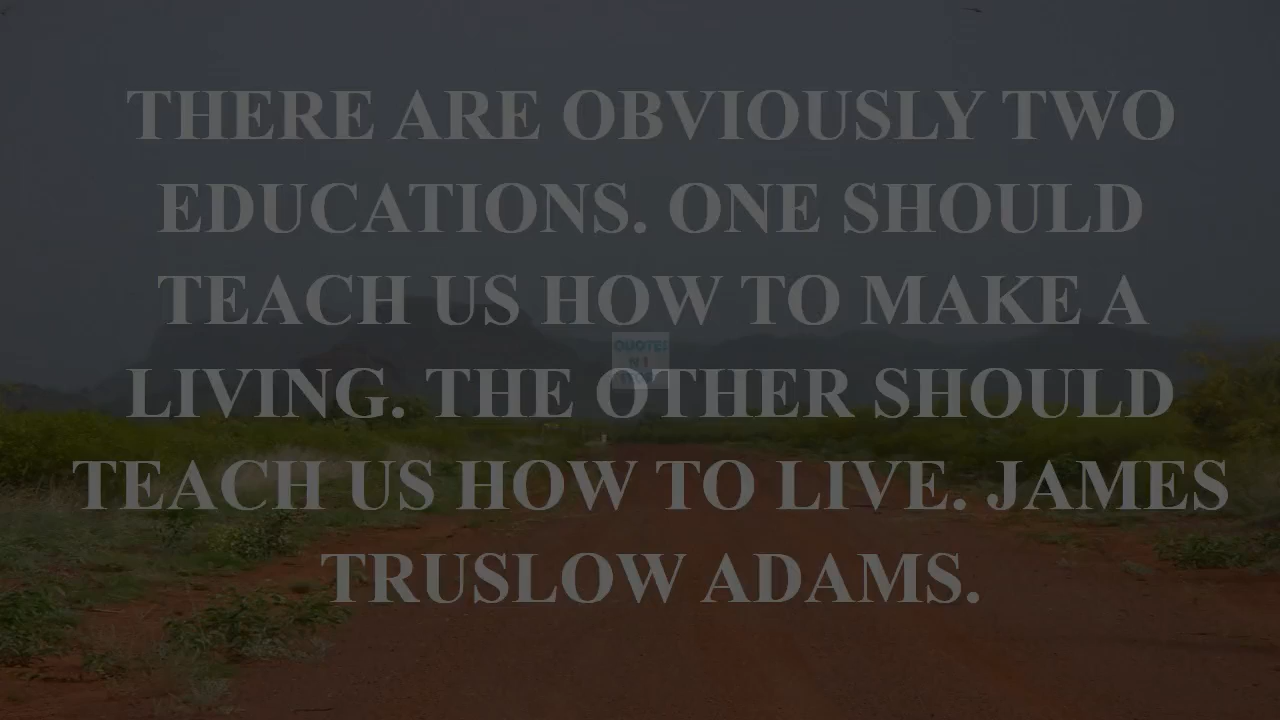 THERE ARE OBVIOUSLY TWO
EDUCATIONS. ONE SHOULD
TEACH US HOW TO MAKE A
LIVING. THE OTHER SHOULD
TEACH US HOW TO LIVE. JAMES
TRUSLOW ADAMS.